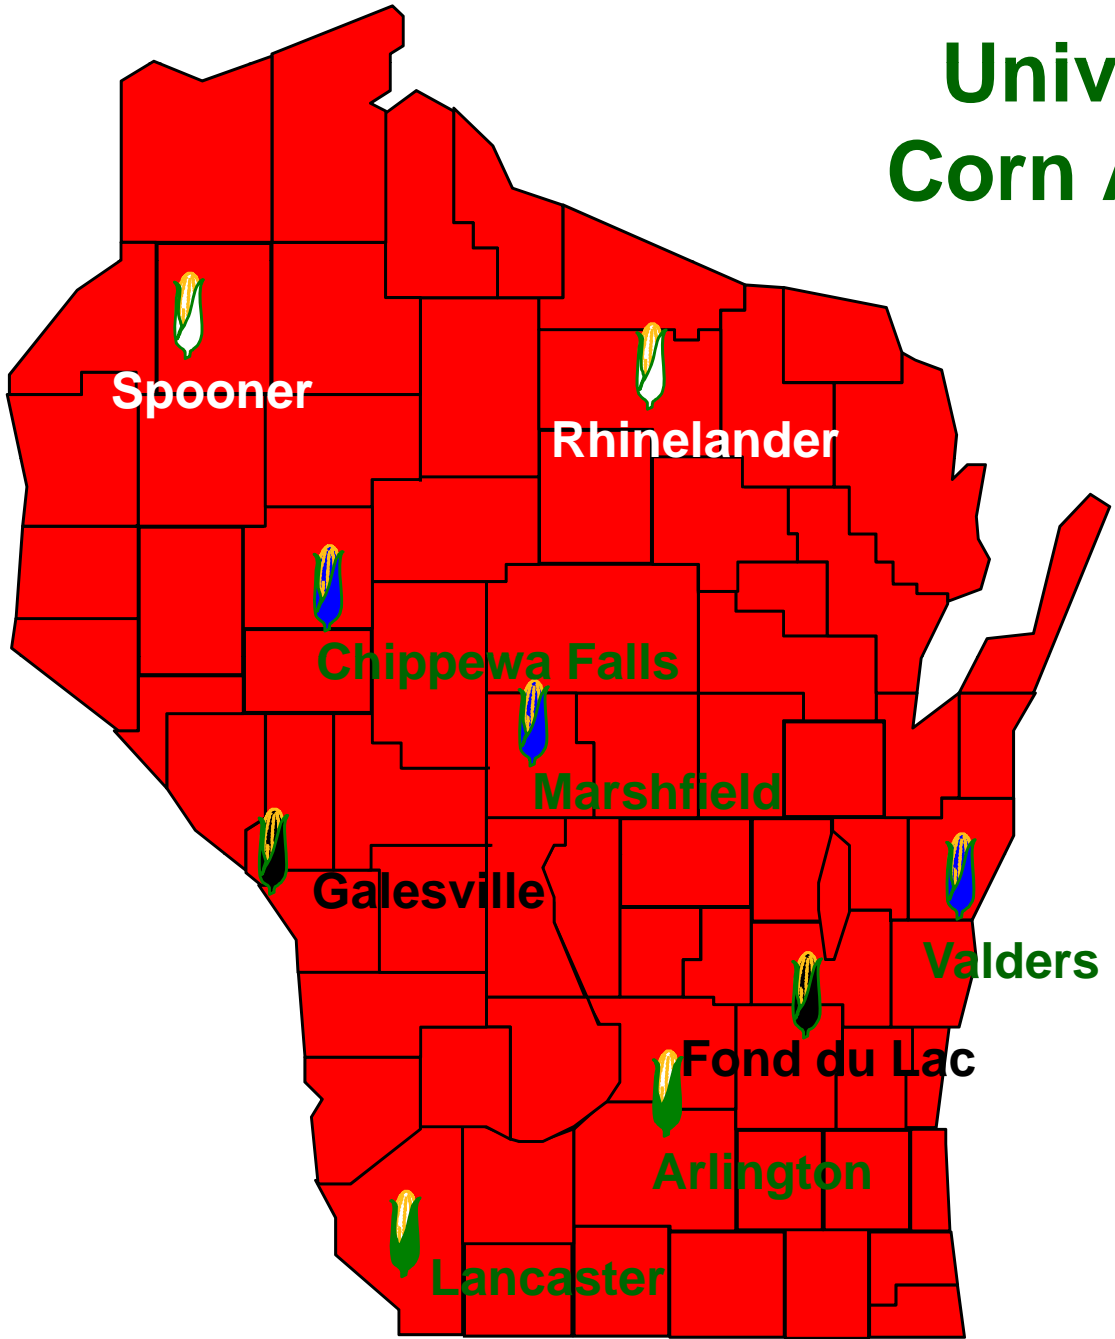 Univ
Corn A
Spooner
Rhinelander
Chippewa Falls
Marshfield
Galesville
Valders
Fond du Lac
Arlington
Lancaster